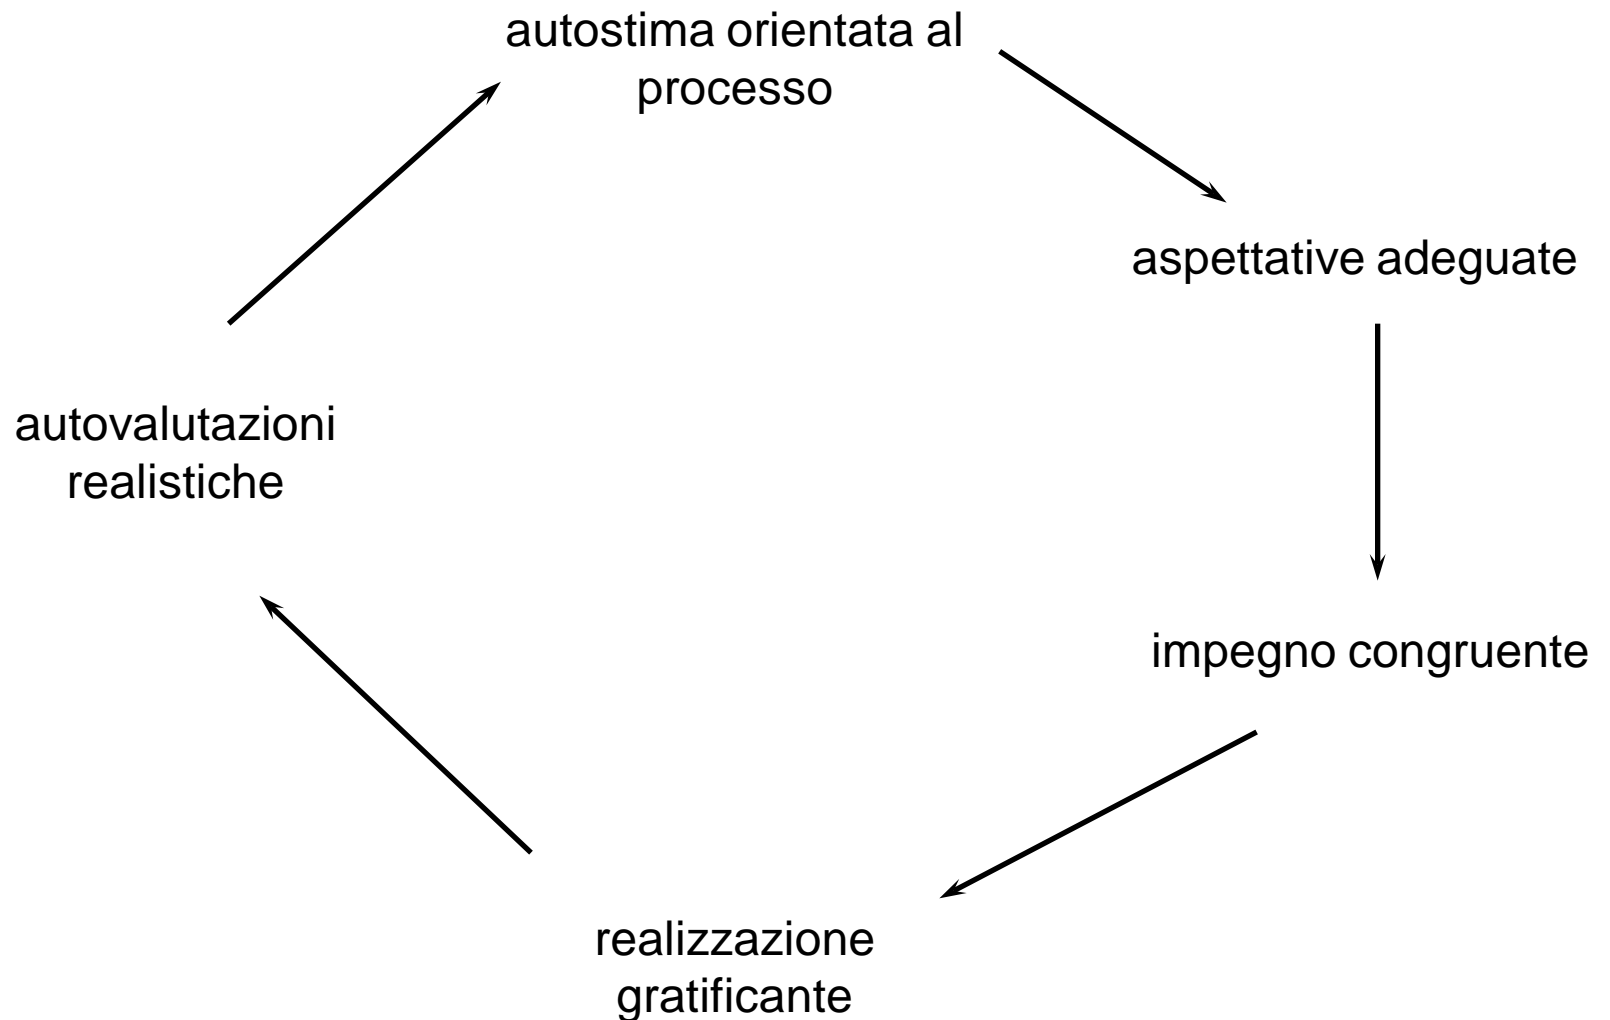 autostima orientata al
processo
aspettative adeguate
impegno congruente
realizzazione
gratificante
autovalutazioni
realistiche